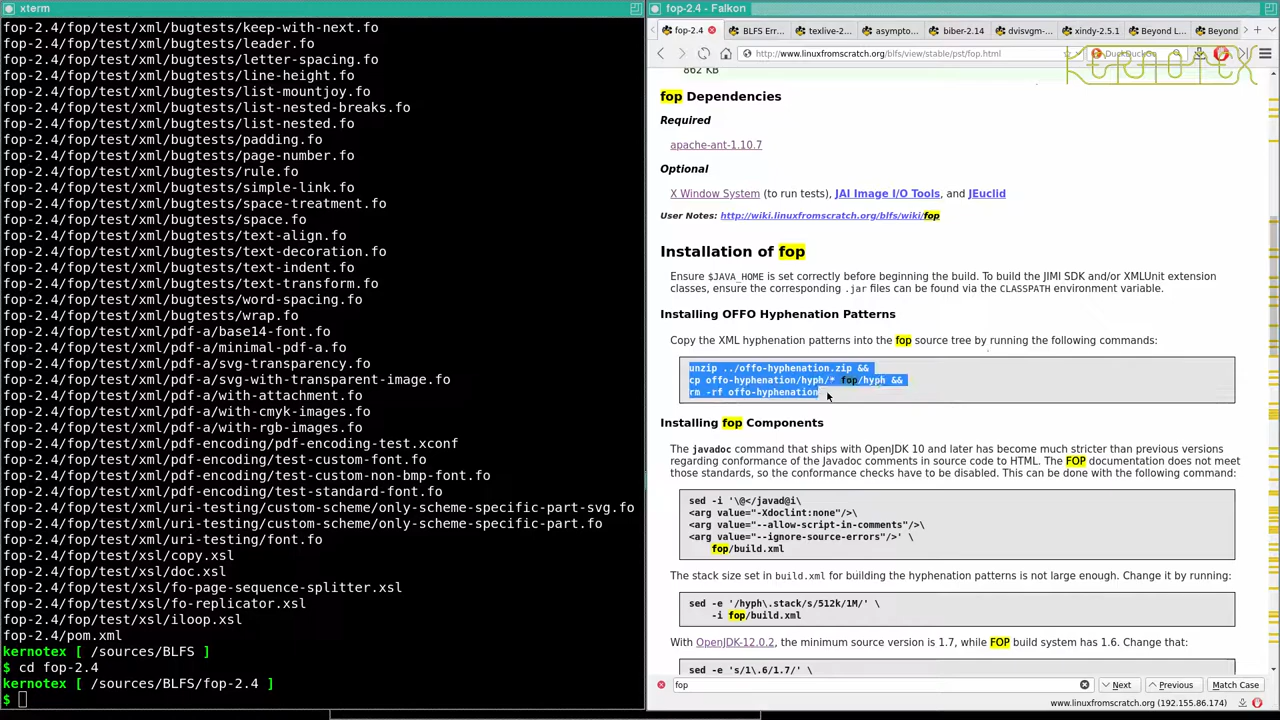 xterm
fop-2.4/fop/test/xml/bugtests/keep-with-next.fo
fop-2.4/fop/test/xml/bugtests/leader.fo
fop-2.4/fop/test/xml/bugtests/letter-spacing.fo
fop-2.4/fop/test/xml/bugtests/line-height.fo
fop-2.4/fop/test/xml/bugtests/list-mountjoy.fo
fop-2.4/fop/test/xml/bugtests/list-nested-breaks.fo
fop-2.4/fop/test/xml/bugtests/list-nested.fo
fop-2.4/fop/test/xml/bugtests/padding.fo
fop-2.4/fop/test/xml/bugtests/page-number.fo
fop-2.4/fop/test/xml/bugtests/rule.fo
fop-2.4/fop/test/xml/bugtests/simple-link.fo
fop-2.4/fop/test/xml/bugtests/space-treatment.fo
fop-2.4/fop/test/xml/bugtests/space.fo
fop-2.4/fop/test/xml/bugtests/text-align.fo
fop-2.4/fop/test/xml/bugtests/text-decoration.fo
fop-2.4/fop/test/xml/bugtests/text-indent.fo
fop-2.4/fop/test/xml/bugtests/text-transform.fo
fop-2.4/fop/test/xml/bugtests/word-spacing.fo
fop-2.4/fop/test/xml/bugtests/wrap.fo
fop-2.4/fop/test/xml/pdf-a/base14-font.fo
fop-2.4/fop/test/xml/pdf-a/minimal-pdf-a.fo
fop-2.4/fop/test/xml/pdf-a/svg-transparency.fo
fop-2.4/fop/test/xml/pdf-a/svg-with-transparent-image.fo
fop-2.4/fop/test/xml/pdf-a/with-attachment.fo
fop-2.4/fop/test/xml/pdf-a/with-cmyk-images.fo
fop-2.4/fop/test/xml/pdf-a/with-rgb-images.fo
fop-2.4/fop/test/xml/pdf-encoding/pdf-encoding-test.xconf
fop-2.4/fop/test/xml/pdf-encoding/test-custom-font.fo
fop-2.4/fop/test/xml/pdf-encoding/test-custom-non-bmp-font.fo
fop-2.4/fop/test/xml/pdf-encoding/test-standard-font.fo
fop-2.4/fop/test/xml/uri-testing/custom-scheme/only-scheme-specific-part-svg.fo
fop-2.4/fop/test/xml/uri-testing/custom-scheme/only-scheme-specific-part.fo
fop-2.4/fop/test/xml/uri-testing/font.fo
fop-2.4/fop/test/xsl/copy.xsl
fop-2.4/fop/test/xsl/doc.xsl
fop-2.4/fop/test/xsl/fo-page-sequence-splitter.xsl
fop-2.4/fop/test/xsl/fo-replicator.xsl
fop-2.4/fop/test/xsl/iloop.xsl
fop-2.4/pom.xml
kernotex [ /sources/BLFS ]
$ cd fop-2.4
kernotex [ /sources/BLFS/fop-2.4 ]
$
fop-2.4 - Falkon
fop-2.4 BLFS Err... texlive-2... asympto... biber-2.14 dvisvgm-... xindy-2.5.1 Beyond L... Beyond
http://www.linuxfromscratch.org/blfs/view/stable/pst/fop.html DuckDuckGo
KERNOTEX
862 KB
fop Dependencies
Required
apache-ant-1.10.7
Optional
X Window System (to run tests), JAI Image I/O Tools, and JEuclid
User Notes: http://wiki.linuxfromscratch.org/blfs/wiki/fop
Installation of fop
Ensure $JAVA_HOME is set correctly before beginning the build. To build the JIMI SDK and/or XMLUnit extension
classes, ensure the corresponding .jar files can be found via the CLASSPATH environment variable.
Installing OFFO Hyphenation Patterns
Copy the XML hyphenation patterns into the fop source tree by running the following commands:
unzip ../offo-hyphenation.zip &&
cp offo-hyphenation/hyph/* fop/hyph &&
rm -rf offo-hyphenation
Installing fop Components
The javadoc command that ships with OpenJDK 10 and later has become much stricter than previous versions
regarding conformance of the Javadoc comments in source code to HTML. The FOP documentation does not meet
those standards, so the conformance checks have to be disabled. This can be done with the following command:
sed -i '\@</javad@i\
<arg value="-Xdoclint:none"/>\
<arg value="--allow-script-in-comments"/>\
<arg value="--ignore-source-errors"/>' \
fop/build.xml
The stack size set in build.xml for building the hyphenation patterns is not large enough. Change it by running:
sed -e '/hyph\.stack/s/512k/1M/' \
-i fop/build.xml
With OpenJDK-12.0.2, the minimum source version is 1.7, while FOP build system has 1.6. Change that:
sed -e 's/1\.6/1.7/' \
fop Next Previous Match Case
www.linuxfromscratch.org (192.155.86.174)